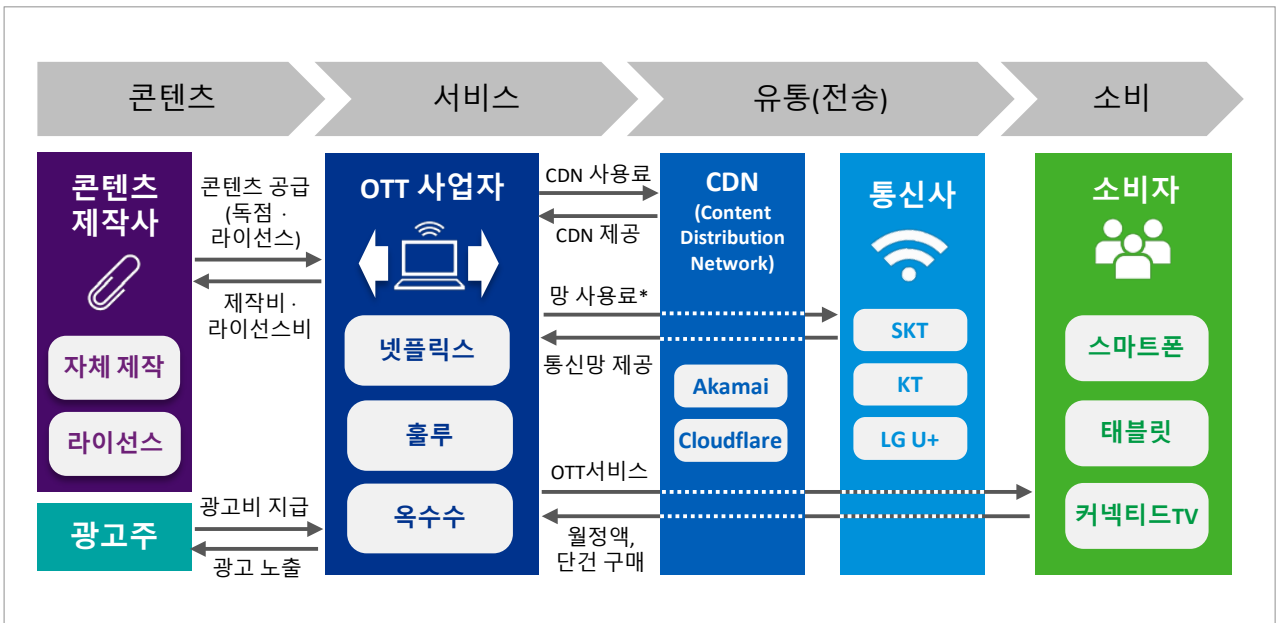 콘텐츠
서비스
유통(전송)
소비
콘텐츠
제작사
자체 제작
라이선스
광고주
콘텐츠 공급
(독점 ·
라이선스)
제작비 ·
라이선스비
광고비 지급
광고 노출
OTT 사업자
넷플릭스
훌루
옥수수
CDN 사용료
CDN 제공
망 사용료*
통신망 제공
OTT서비스
월정액,
단건 구매
CDN
(Content
Distribution
Network)
Akamai
Cloudflare
통신사
SKT
KT
LG U+
소비자
스마트폰
태블릿
커넥티드TV